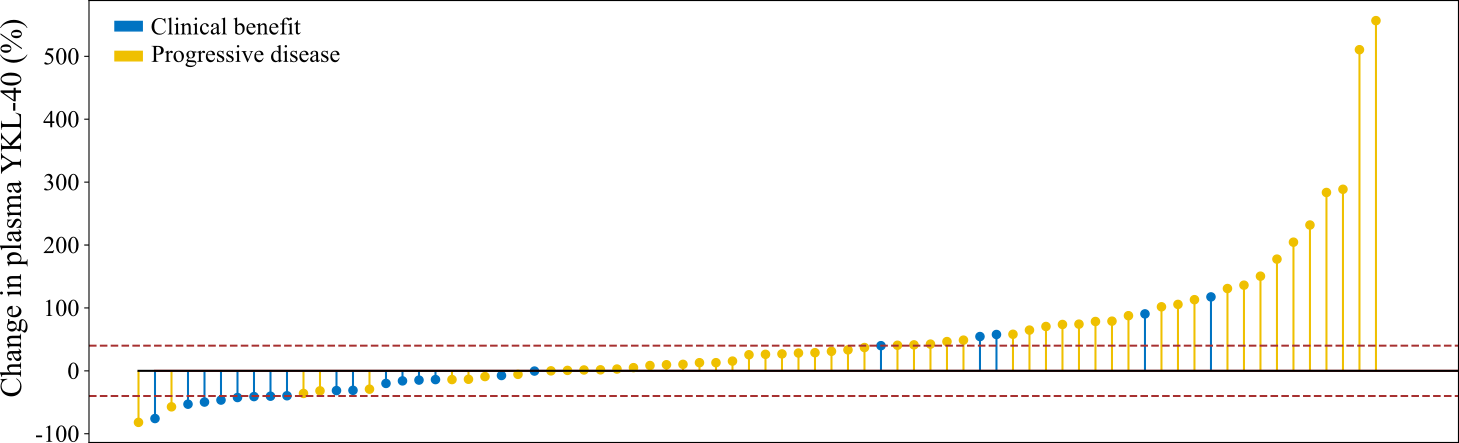 Change in plasma YKL-40 (%)
Clinical benefit
Progressive disease
500
400
300
200
100
0
-100